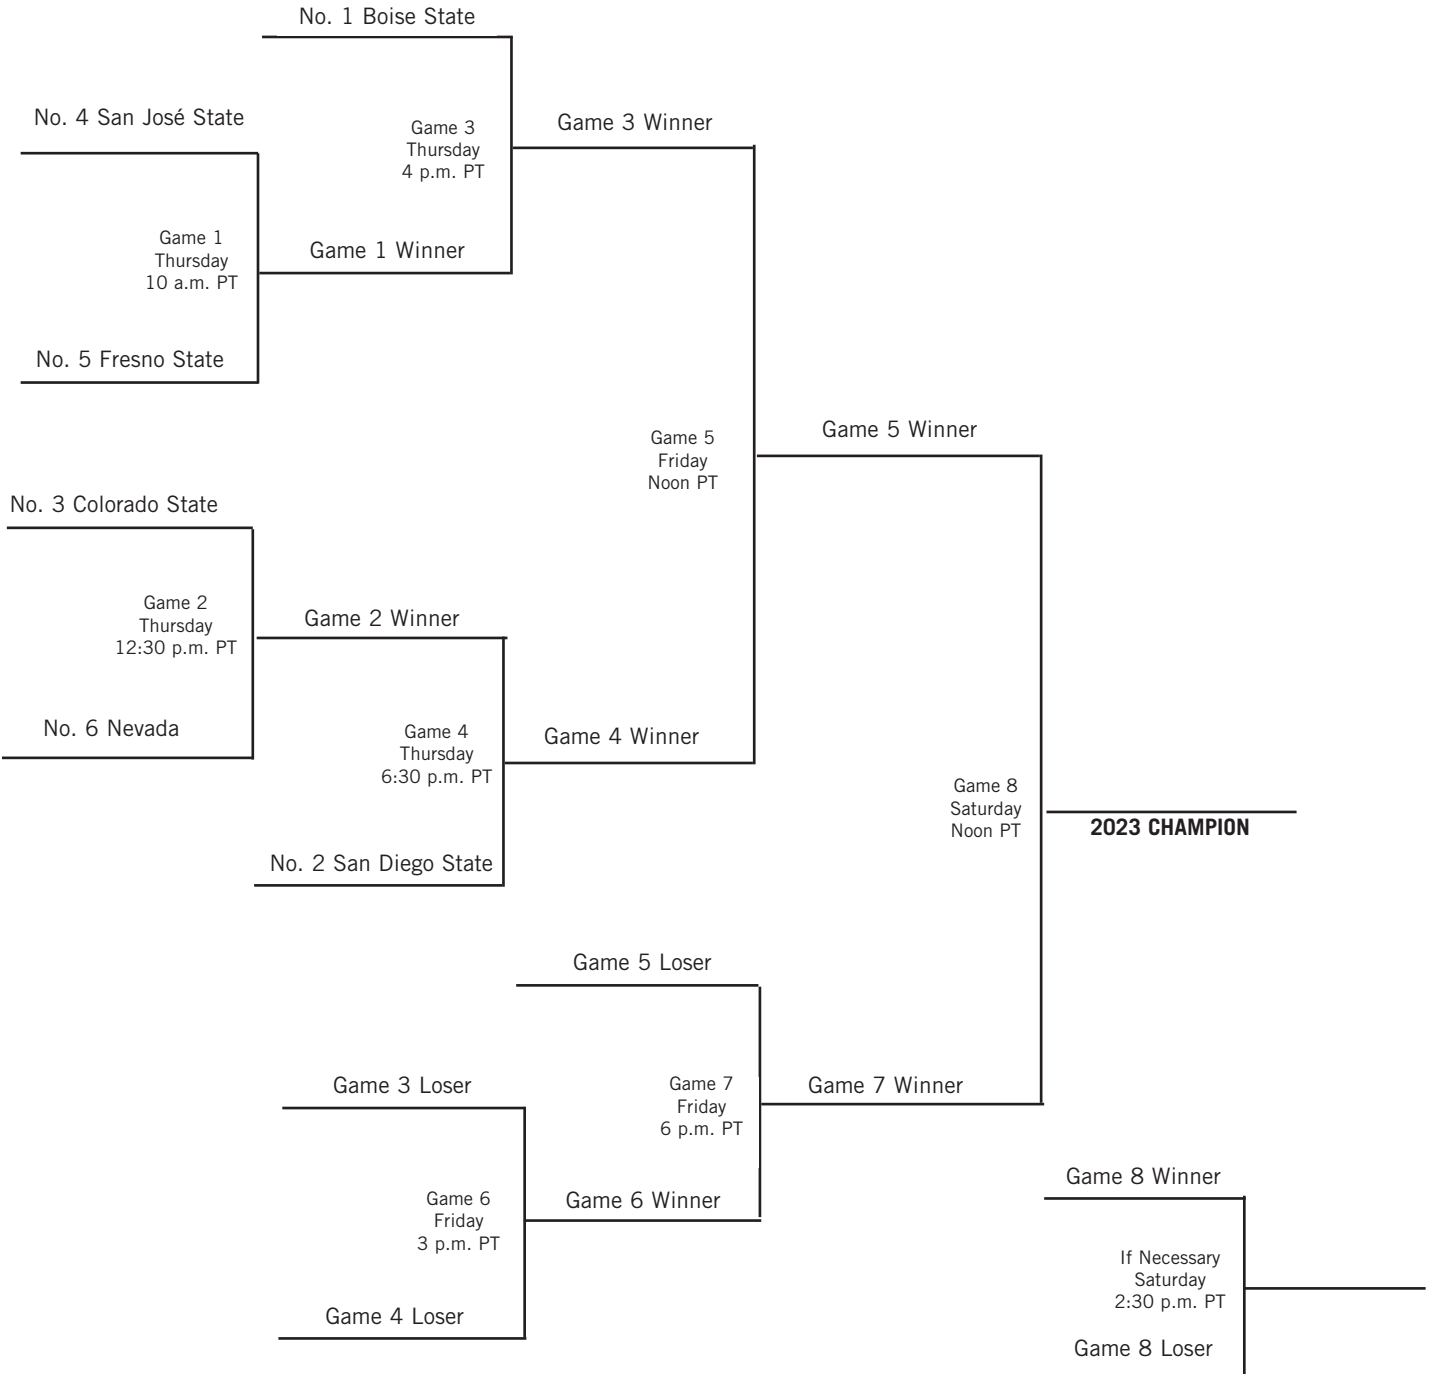 No. 1 Boise State
No. 4 San José State
Game 3
Thursday
4 p.m. PT
Game 3 Winner
Game 1
Thursday
10 a.m. PT
Game 1 Winner
No. 5 Fresno State
Game 5
Friday
Noon PT
Game 5 Winner
No. 3 Colorado State
Game 2
Thursday
12:30 p.m. PT
Game 2 Winner
No. 6 Nevada
Game 4
Thursday
6:30 p.m. PT
Game 4 Winner
No. 2 San Diego State
Game 8
Saturday
Noon PT
2023 CHAMPION
Game 5 Loser
Game 3 Loser
Game 7
Friday
6 p.m. PT
Game 7 Winner
Game 6
Friday
3 p.m. PT
Game 6 Winner
Game 4 Loser
Game 8 Winner
If Necessary
Saturday
2:30 p.m. PT
Game 8 Loser